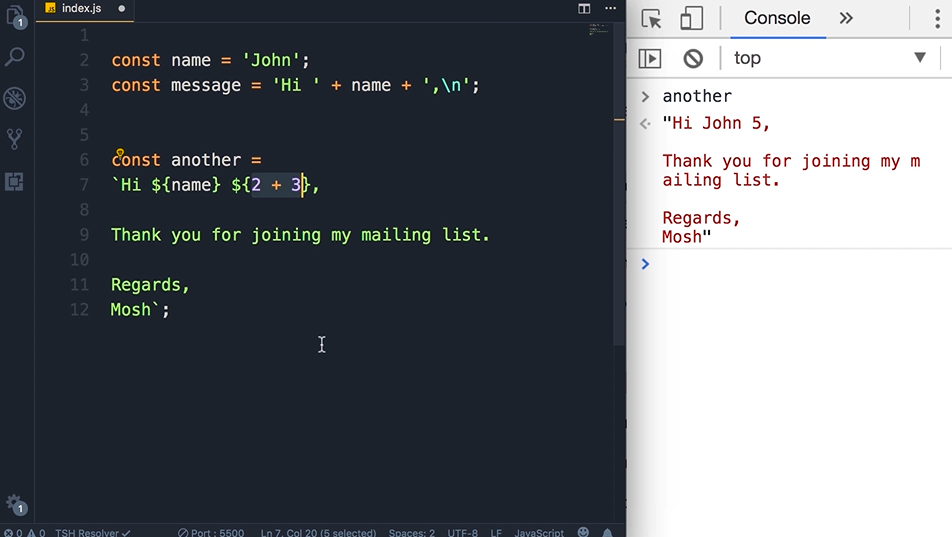 index.js
1
2 const name = 'John';
3 const message = 'Hi ' + name + ',\n';
4
5
6 const another =
7 `Hi ${name} ${2 + 3},
8
9 Thank you for joining my mailing list.
10
11 Regards,
12 Mosh`;
1
1
0 0 TSH Resolver Port : 5500 Ln 7, Col 20 (5 selected) Spaces: 2 UTF-8 LF JavaScript
Console
top
> another
"Hi John 5,
Thank you for joining my m
ailing list.
Regards,
Mosh"
>